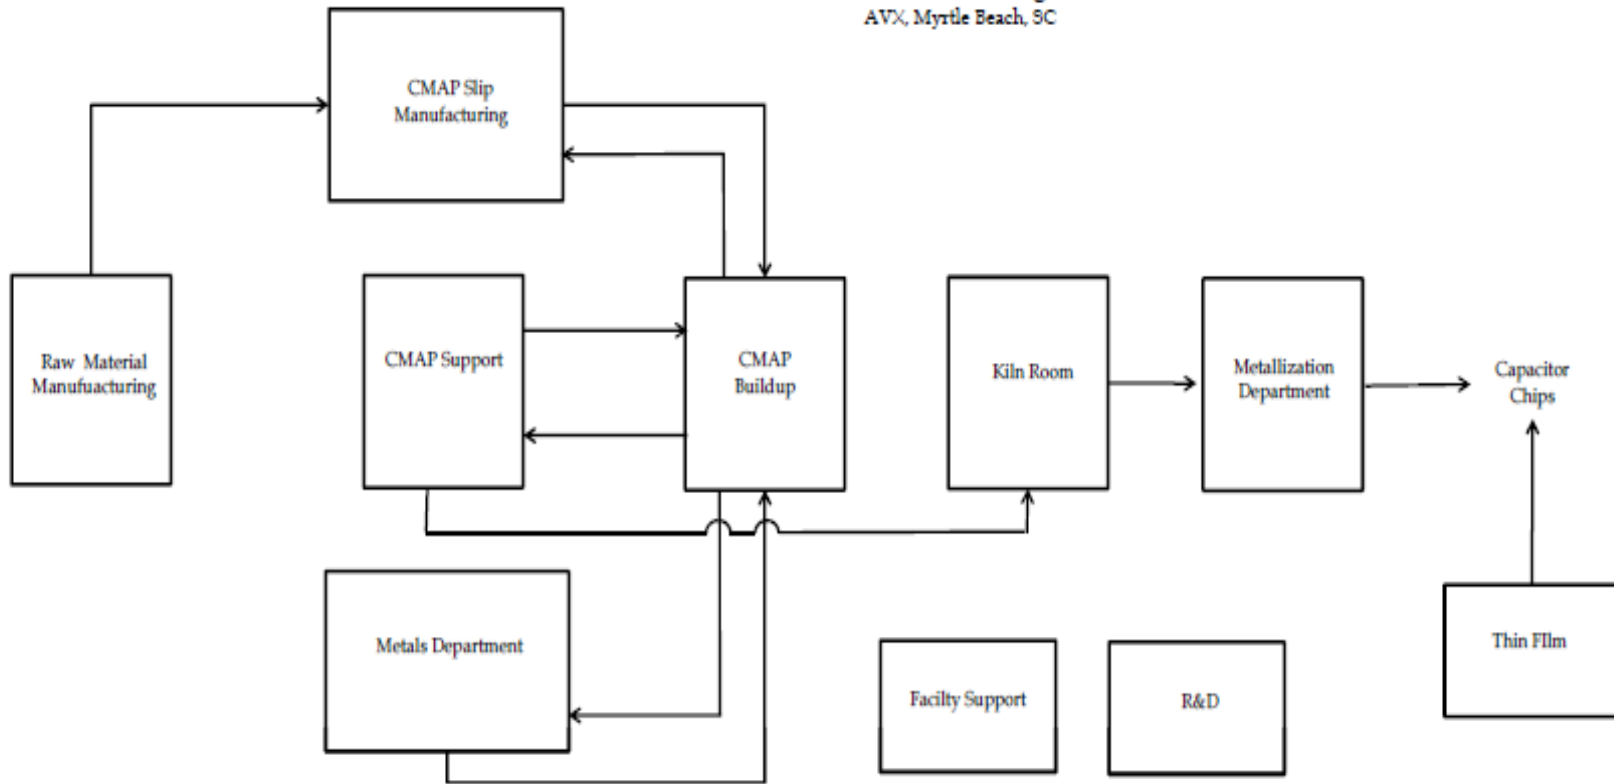 AVX, Myrtle Beach, SC
CMAP Slip
Manufacturing
Raw Material
Manufuacturing
CMAP Support
CMAP
Buildup
Kiln Room
Metallization
Department
Capacitor
Chips
Metals Department
Facilty Support
R&D
Thin FIlm